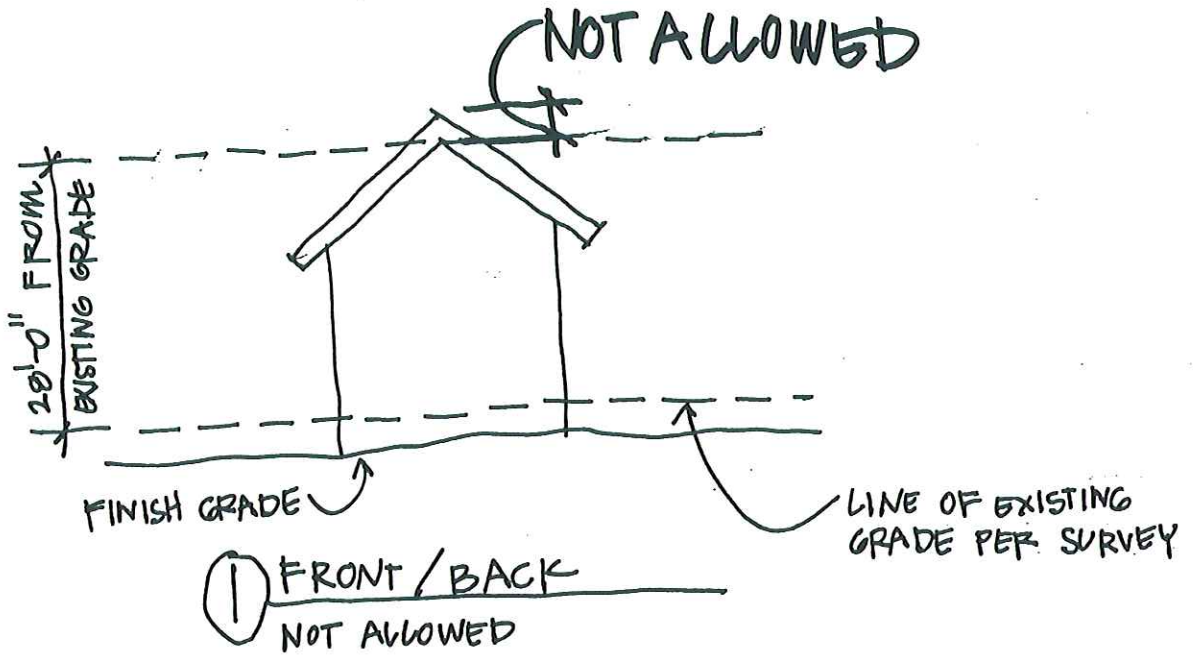 NOT ALLOWED
28'-0" FROM
EXISTING GRADE
FINISH GRADE
LINE OF EXISTING
GRADE PER SURVEY
1 FRONT/BACK
NOT ALLOWED